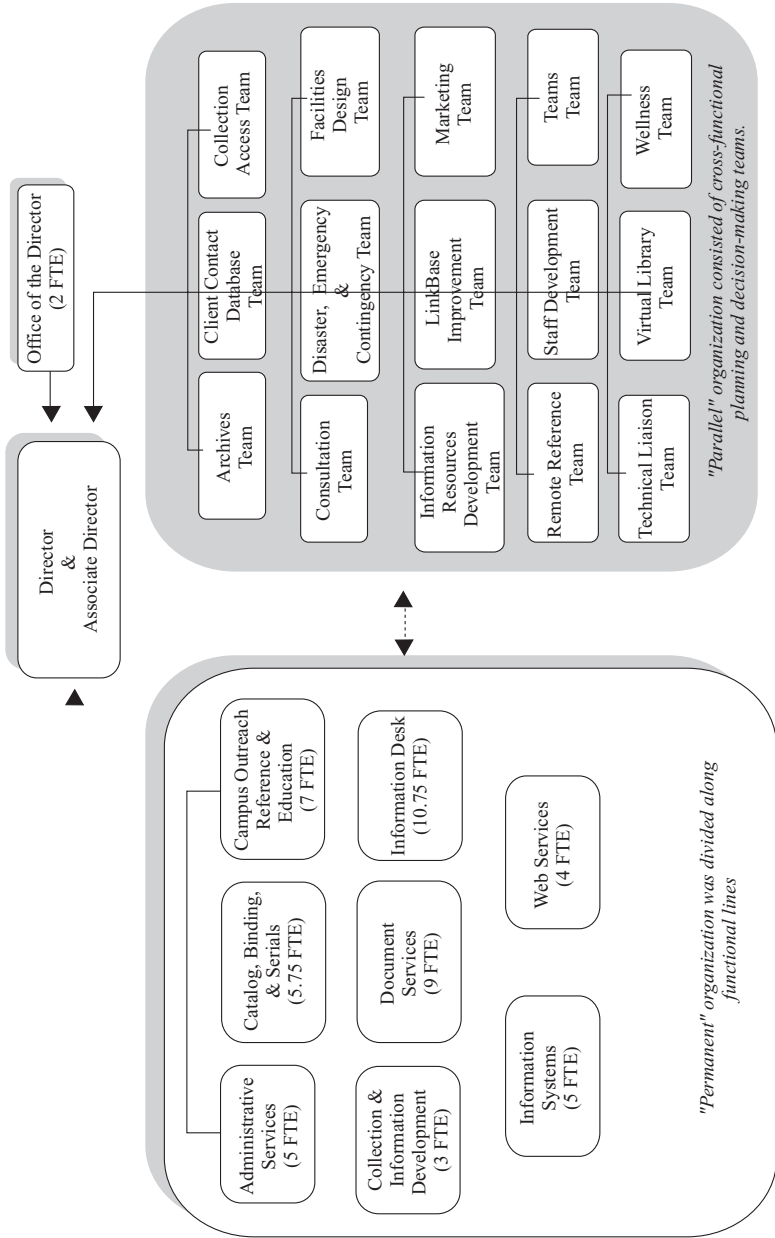 Director
&
Associate Director
Office of the Director
(2 FTE)
Administrative
Services
(5 FTE)
Catalog, Binding,
& Serials
(5.75 FTE)
Campus Outreach
Reference &
Education
(7 FTE)
Collection &
Information
Development
(3 FTE)
Document
Services
(9 FTE)
Information Desk
(10.75 FTE)
Information
Systems
(5 FTE)
Web Services
(4 FTE)
"Permanent" organization was divided along
functional lines
Archives
Team
Client Contact
Database
Team
Collection
Access Team
Consultation
Team
Disaster, Emergency
&
Contingency Team
Facilities
Design
Team
Information
Resources
Development
Team
LinkBase
Improvement
Team
Marketing
Team
Remote Reference
Team
Staff Development
Team
Teams
Team
Technical Liaison
Team
Virtual Library
Team
Wellness
Team
"Parallel" organization consisted of cross-functional
planning and decision-making teams.